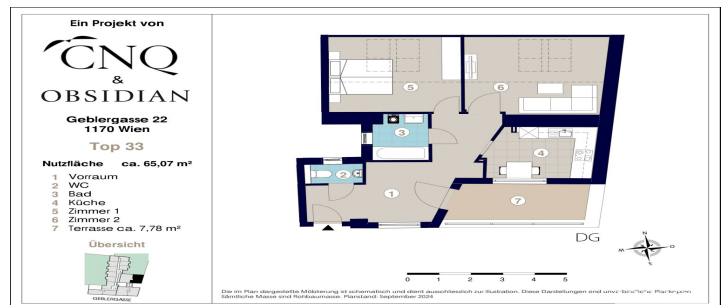 Ein Projekt von
CNQ
&
OBSIDIAN
Geblergasse 22
1170 Wien
Top 33
Nutzfläche ca. 65,07 m²
1 Vorraum
2 WC
3 Bad
4 Küche
5 Zimmer 1
6 Zimmer 2
7 Terrasse ca. 7,78 m²
Übersicht
GEBLERGASSE
5
6
3
4
2
1
7
DG
N
O
S
W
0 1 2 3 4 5
Die im Plan dargestellte Möblierung ist schematisch und dient ausschliesslich zur Illustration. Diese Darstellungen sind
Sämtliche Masse sind Rohbaumasse. Planstand: September 2024